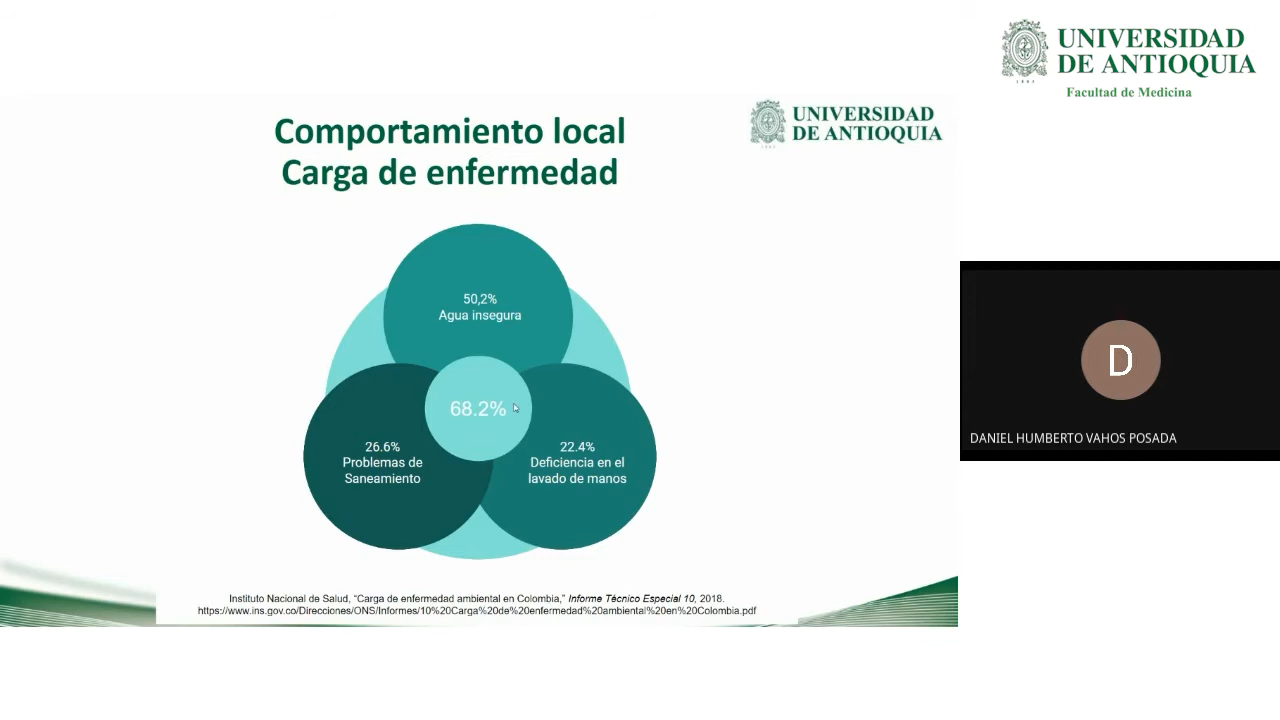 UNIVERSIDAD
DE ANTIOQUIA
Facultad de Medicina
Comportamiento local
Carga de enfermedad
UNIVERSIDAD
DE ANTIOQUIA
50,2%
Agua insegura
68.2%
26.6%
Problemas de
Saneamiento
22.4%
Deficiencia en el
lavado de manos
D
DANIEL HUMBERTO VAHOS POSADA
Instituto Nacional de Salud, “Carga de enfermedad ambiental en Colombia,” Informe Técnico Especial 10, 2018.
https://www.ins.gov.co/Direcciones/ONS/Informes/10%20Carga%20de%20enfermedad%20ambiental%20en%20Colombia.pdf